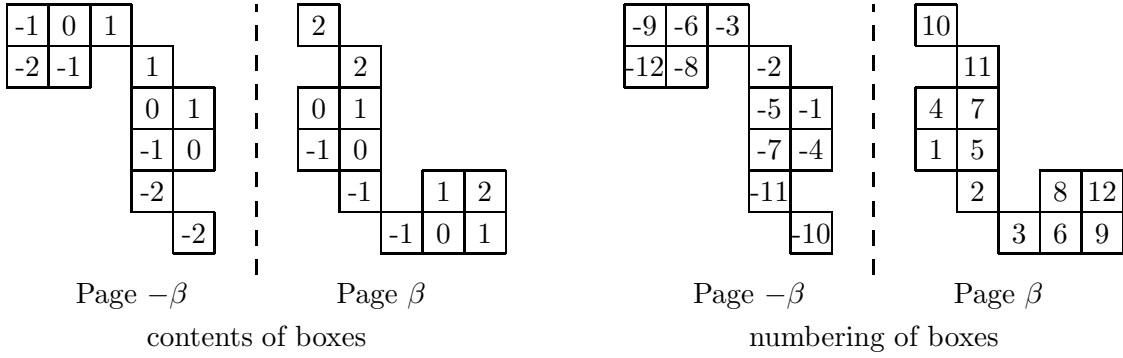 -1 0 1 2 -9 -6 -3 10
-2 -1 1 2 -12 -8 -2 11
0 1 0 1 -5 -1 4 7
-1 0 -1 0 -7 -4 1 5
-2 -1 1 2 -11 2 8 12
-2 -1 0 1 -10 3 6 9
Page −β Page β Page −β Page β
contents of boxes numbering of boxes